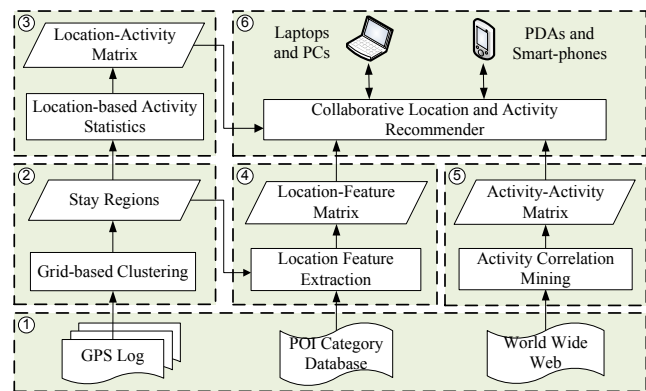 ③
Location-Activity
Matrix
Location-based Activity
Statistics
⑥
Laptops
and PCs
PDAs and
Smart-phones
Collaborative Location and Activity
Recommender
②
Stay Regions
Grid-based Clustering
④
Location-Feature
Matrix
Location Feature
Extraction
⑤
Activity-Activity
Matrix
Activity Correlation
Mining
①
GPS Log
POI Category
Database
World Wide
Web